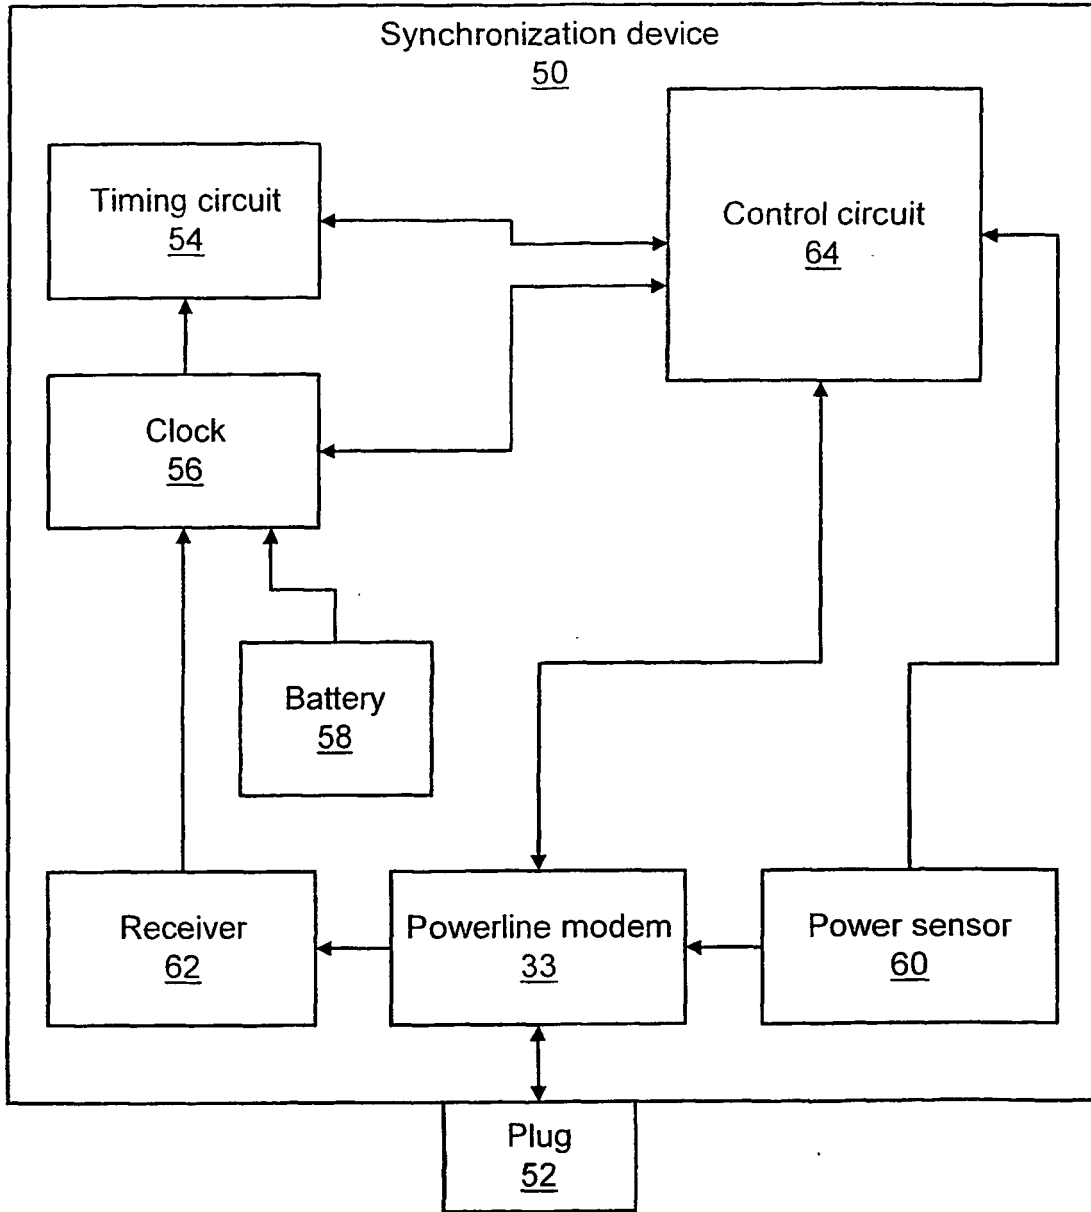 Synchronization device
50
Timing circuit
54
Control circuit
64
Clock
56
Battery
58
Receiver
62
Powerline modem
33
Power sensor
60
Plug
52